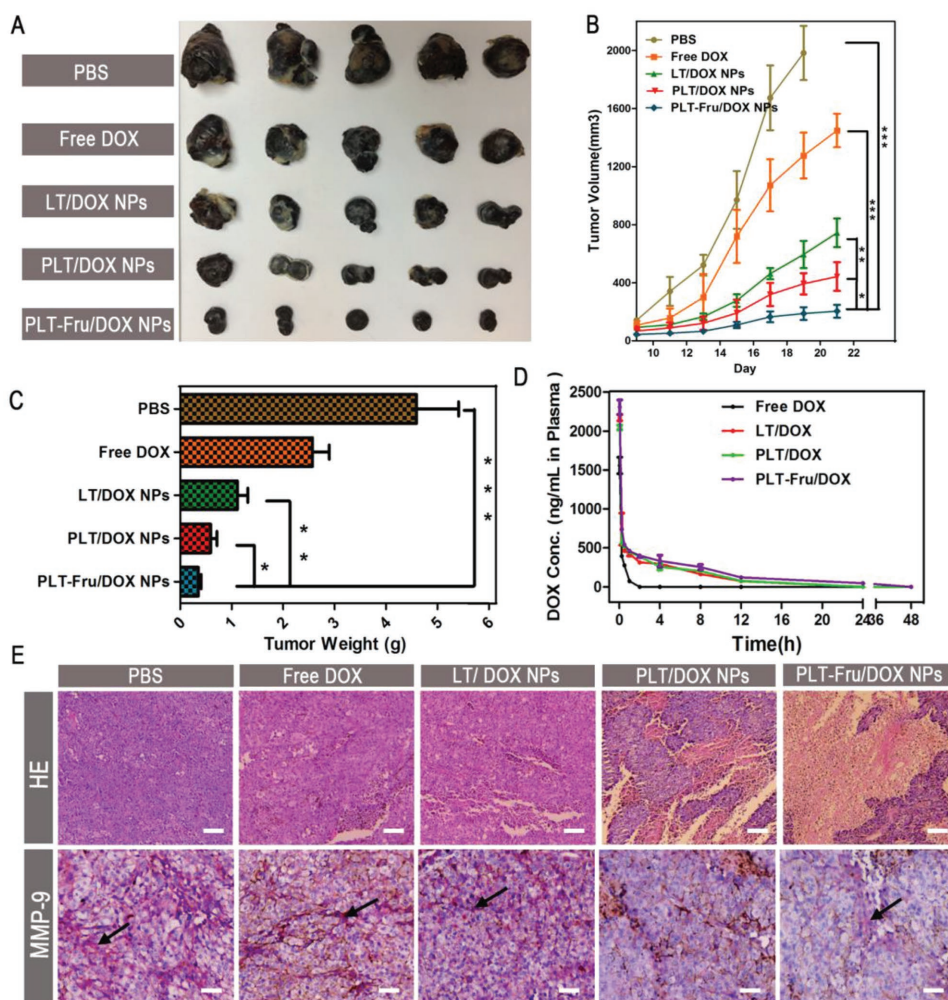 A
PBS
Free DOX
LT/DOX NPs
PLT/DOX NPs
PLT-Fru/DOX NPs
B
Tumor Volume(mm3)
2000
1600
1200
800
400
0
10
12
14
16
18
20
22
Day
PBS
Free DOX
LT/DOX NPs
PLT/DOX NPs
PLT-Fru/DOX NPs
***
***
**
*
C
PBS
Free DOX
LT/DOX NPs
PLT/DOX NPs
PLT-Fru/DOX NPs
0
1
2
3
4
5
6
Tumor Weight (g)
*
**
***
D
DOX Conc. (ng/mL in Plasma)
2500
2000
1500
1000
500
0
0
4
8
12
24
36
48
Time(h)
Free DOX
LT/DOX
PLT/DOX
PLT-Fru/DOX
E
PBS
Free DOX
LT/ DOX NPs
PLT/DOX NPs
PLT-Fru/DOX NPs
HE
MMP-9